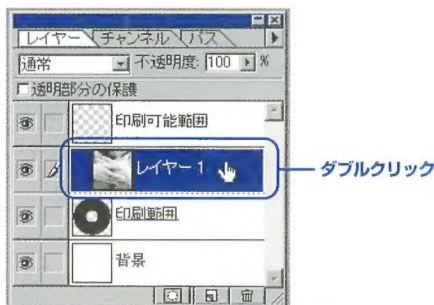 レイヤー チャンネル パス
通常 不透明度: 100 %
透明部分の保護
印刷可能範囲
レイヤー 1
ダブルクリック
印刷範囲
背景